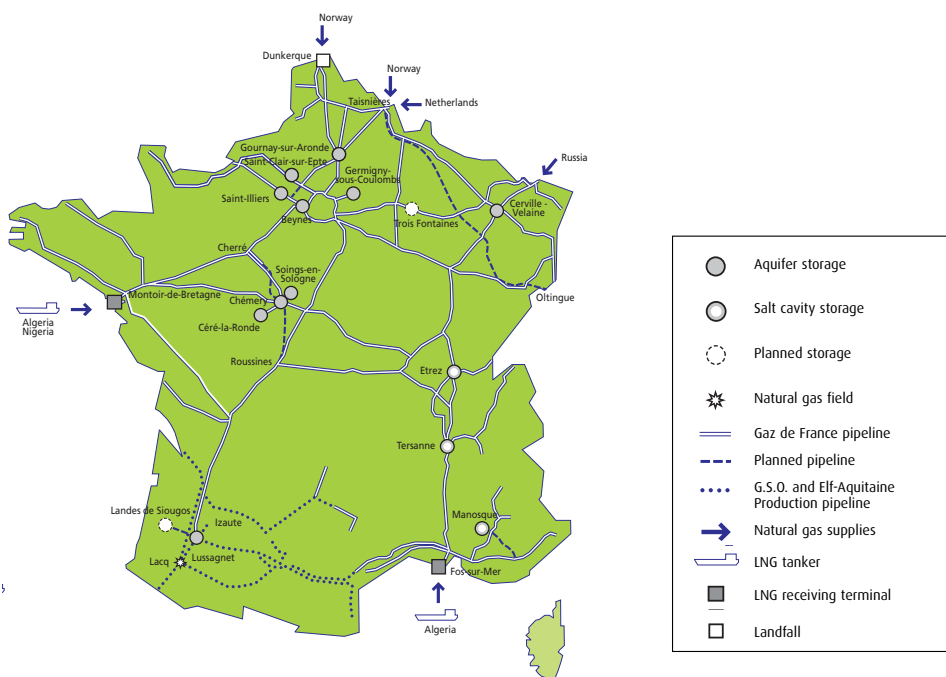 Norway
Dunkerque
Norway
Taisnières
Netherlands
Gournay-sur-Aronde
Saint-Clair-sur-Epte
Germigny-
sous-Coulombs
Russia
Saint-Illiers
Beynes
Trois Fontaines
Cerville -
Velaine
Cherré
Soings-en-
Sologne
Montoir-de-Bretagne
Chémery
Oltingue
Algeria
Nigeria
Céré-la-Ronde
Roussines
Etrez
Tersanne
Landes de Siougos
Izaute
Manosque
Lacq
Lussagnet
Fos-sur-Mer
Algeria
Aquifer storage
Salt cavity storage
Planned storage
Natural gas field
Gaz de France pipeline
Planned pipeline
G.S.O. and Elf-Aquitaine
Production pipeline
Natural gas supplies
LNG tanker
LNG receiving terminal
Landfall